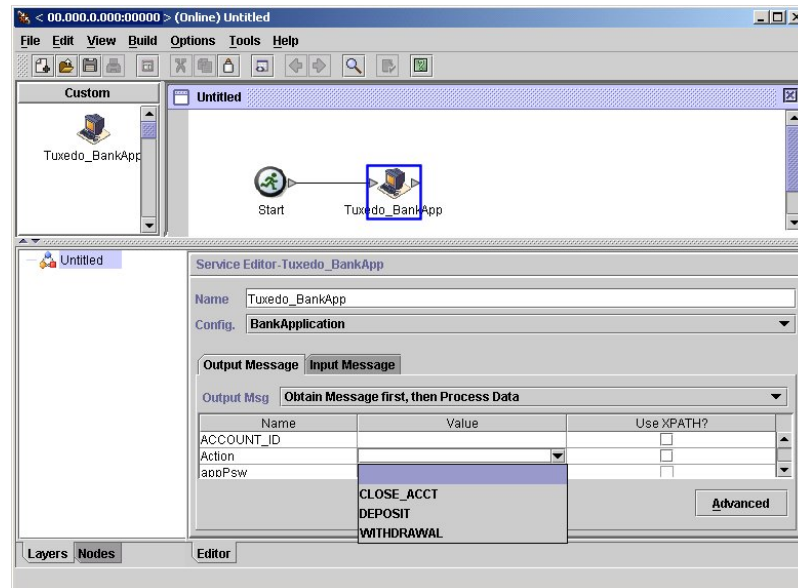 < 00.000.0.000:00000 > (Online) Untitled
File Edit View Build Options Tools Help
Custom
Untitled
Tuxedo_BankApp
Start
Tuxedo_BankApp
Untitled
Service Editor-Tuxedo_BankApp
Name Tuxedo_BankApp
Config. BankApplication
Output Message Input Message
Output Msg Obtain Message first, then Process Data
Name Value Use XPATH?
ACCOUNT_ID
Action
appPsw
CLOSE_ACCT
DEPOSIT
WITHDRAWAL
Advanced
Layers Nodes
Editor